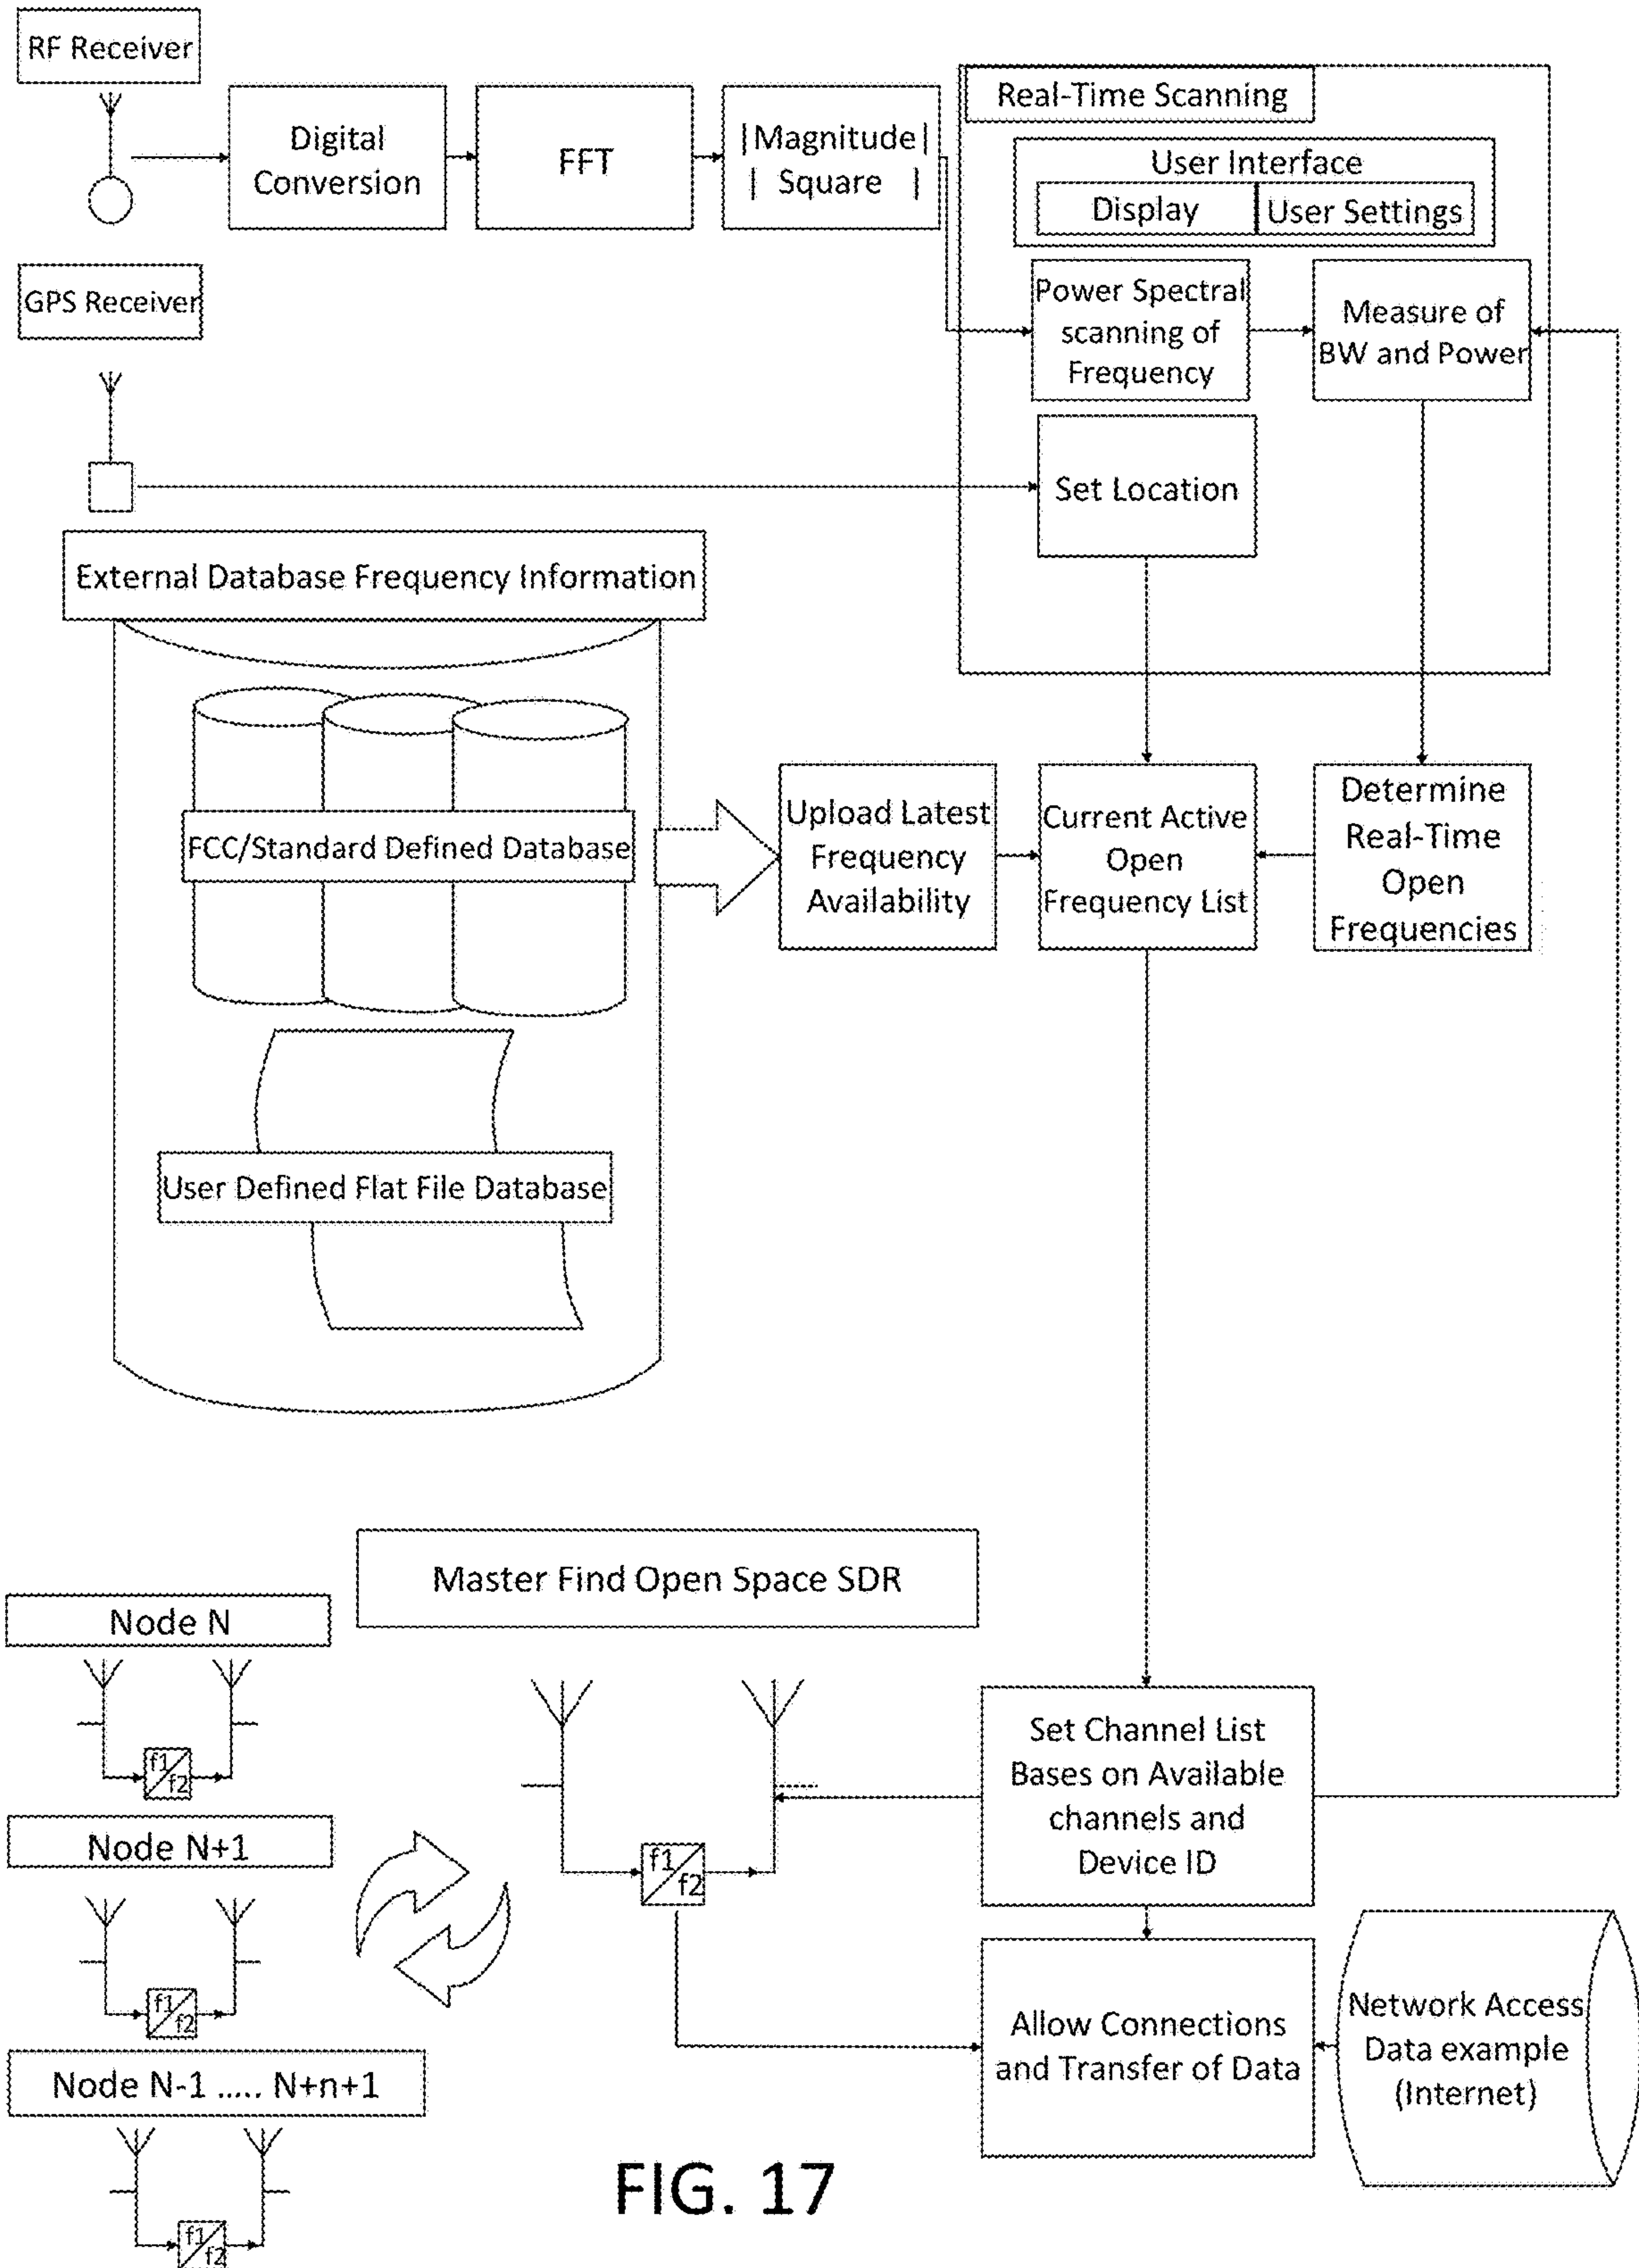 RF Receiver
Digital
Conversion
FFT
|Magnitude|
| Square |
Real-Time Scanning
User Interface
Display
User Settings
GPS Receiver
Power Spectral
scanning of
Frequency
Measure of
BW and Power
Set Location
External Database Frequency Information
FCC/Standard Defined Database
Upload Latest
Frequency
Availability
Current Active
Open
Frequency List
Determine
Real-Time
Open
Frequencies
User Defined Flat File Database
Master Find Open Space SDR
Node N
f1/f2
Node N+1
f1/f2
Node N-1 ..... N+n+1
f1/f2
f1/f2
Set Channel List
Bases on Available
channels and
Device ID
Allow Connections
and Transfer of Data
Network Access
Data example
(Internet)
FIG. 17